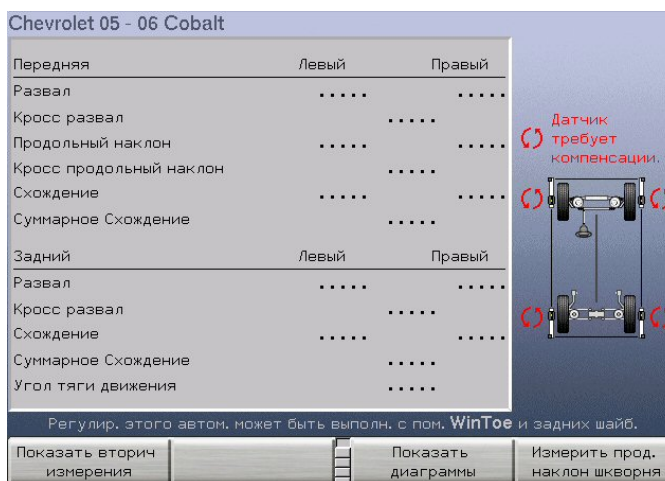 Chevrolet 05 - 06 Cobalt
Передняя Левый Правый
Развал ..... .....
Кросс развал .....
Продольный наклон ..... .....
Кросс продольный наклон .....
Схождение ..... .....
Суммарное Схождение .....
Задний Левый Правый
Развал ..... .....
Кросс развал .....
Схождение ..... .....
Суммарное Схождение .....
Угол тяги движения .....
Датчик
требует
компенсации.
Регулир. этого автом. может быть выполн. с пом. WinToe и задних шайб.
Показать вторич
измерения
Показать
диаграммы
Измерить прод.
наклон шкворня